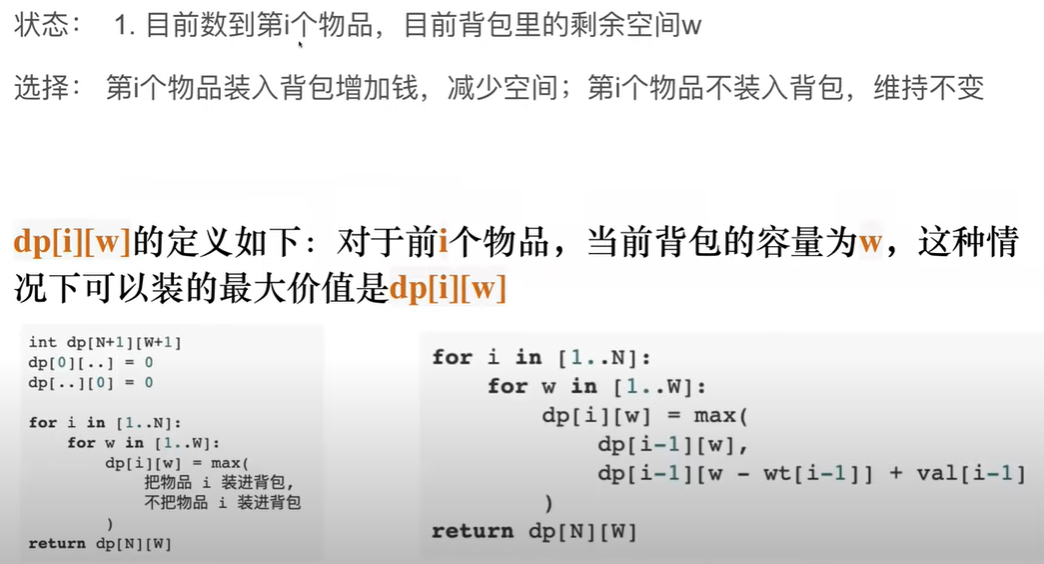 状态： 1. 目前数到第i个物品，目前背包里的剩余空间w
选择： 第i个物品装入背包增加钱，减少空间；第i个物品不装入背包，维持不变
dp[i][w]的定义如下：对于前i个物品，当前背包的容量为w，这种情
况下可以装的最大价值是dp[i][w]
int dp[N+1][W+1]
dp[0][..] = 0
dp[..][0] = 0
for i in [1..N]:
for w in [1..W]:
dp[i][w] = max(
把物品 i 装进背包,
不把物品 i 装进背包
)
return dp[N][W]
for i in [1..N]:
for w in [1..W]:
dp[i][w] = max(
dp[i-1][w],
dp[i-1][w - wt[i-1]] + val[i-1]
)
return dp[N][W]